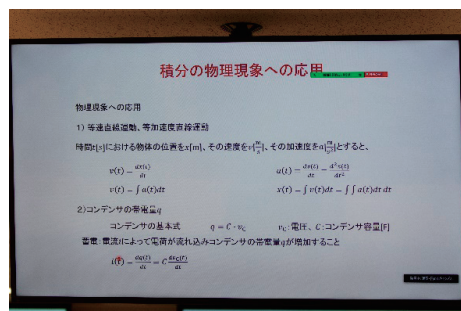 積分の物理現象への応用
物理現象への応用
1) 等速直線運動、等加速度直線運動
時間t[s]における物体の位置をx[m]、その速度をv[m/s]、その加速度をa[m/s²]とすると、
v(t) = dx(t)/dt a(t) = dv(t)/dt = d²x(t)/dt²
v(t) = ∫ a(t)dt x(t) = ∫ v(t)dt = ∫ ∫ a(t)dt dt
2)コンデンサの帯電量q
コンデンサの基本式 q = C · v_C v_C: 電圧、C: コンデンサ容量[F]
蓄電: 電流iによって電荷が流れ込みコンデンサの帯電量qが増加すること
i(t) = dq(t)/dt = C dv_C(t)/dt